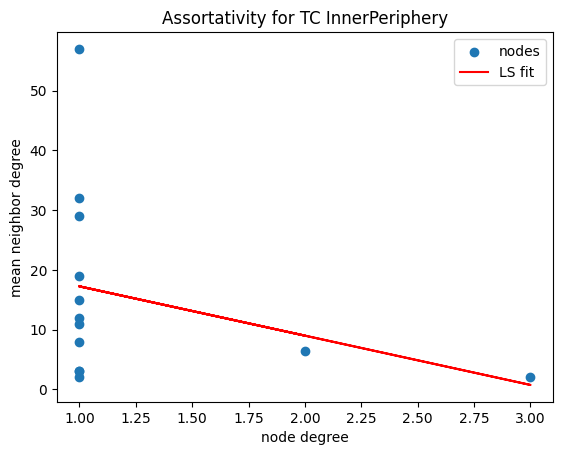 Assortativity for TC InnerPeriphery
nodes
LS fit
mean neighbor degree
50
40
30
20
10
0
1.00 1.25 1.50 1.75 2.00 2.25 2.50 2.75 3.00
node degree